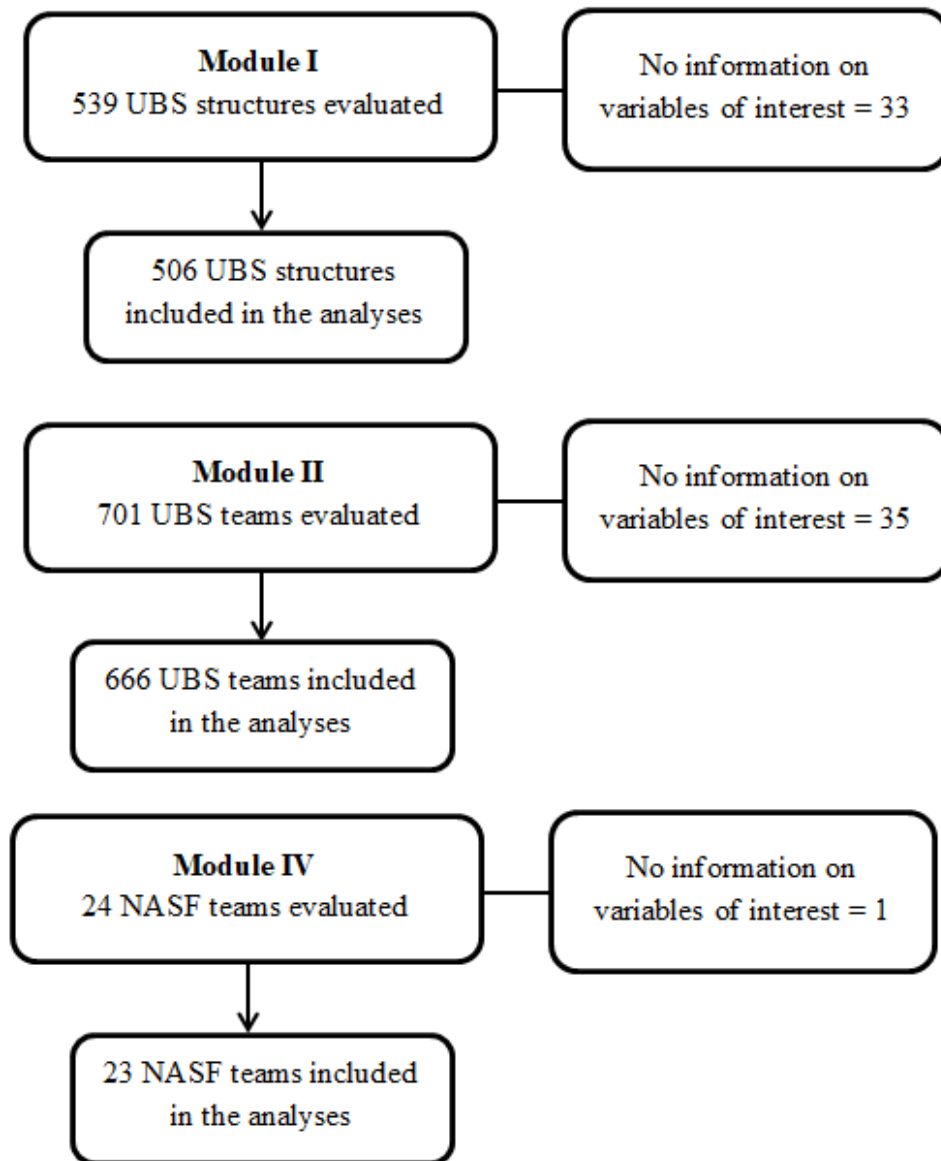 Module I
539 UBS structures evaluated
No information on
variables of interest = 33
506 UBS structures
included in the analyses
Module II
701 UBS teams evaluated
No information on
variables of interest = 35
666 UBS teams included
in the analyses
Module IV
24 NASF teams evaluated
No information on
variables of interest = 1
23 NASF teams included
in the analyses